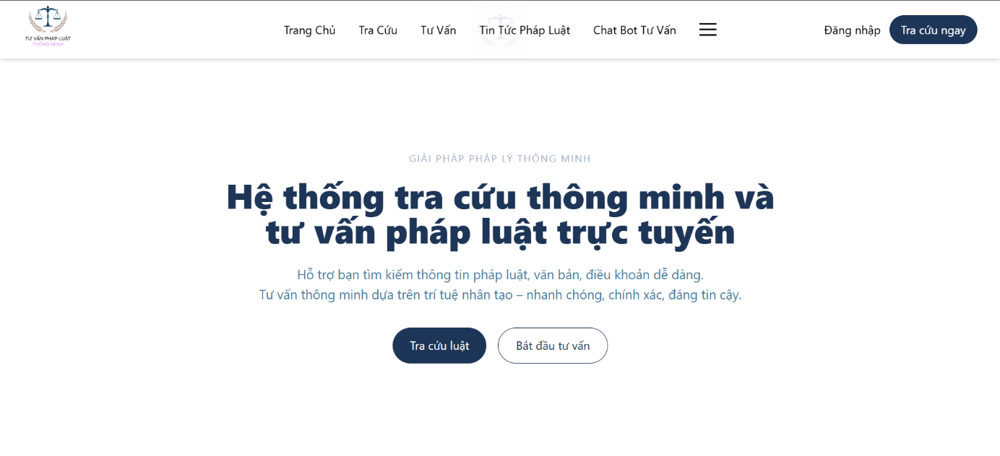 TƯ VẤN PHÁP LUẬT
THÔNG MINH
Trang Chủ
Tra Cứu
Tư Vấn
Tin Tức Pháp Luật
Chat Bot Tư Vấn
Đăng nhập
Tra cứu ngay
GIẢI PHÁP PHÁP LÝ THÔNG MINH
Hệ thống tra cứu thông minh và
tư vấn pháp luật trực tuyến
Hỗ trợ bạn tìm kiếm thông tin pháp luật, văn bản, điều khoản dễ dàng.
Tư vấn thông minh dựa trên trí tuệ nhân tạo – nhanh chóng, chính xác, đáng tin cậy.
Tra cứu luật
Bắt đầu tư vấn